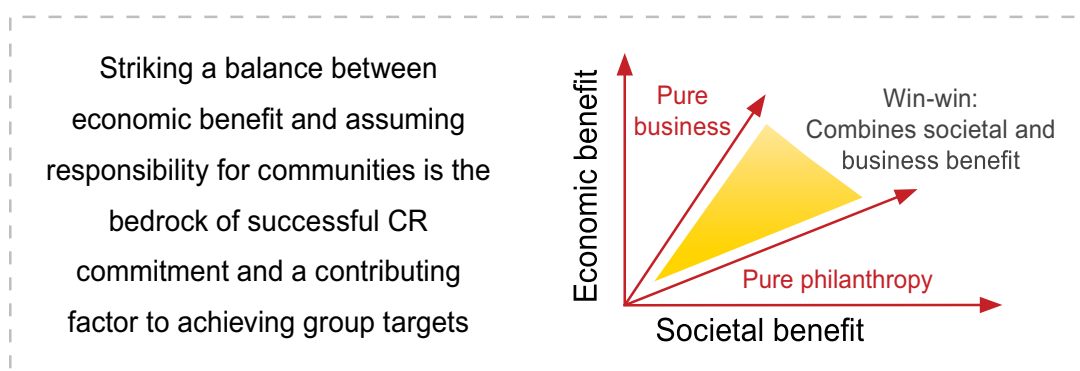 Striking a balance between
economic benefit and assuming
responsibility for communities is the
bedrock of successful CR
commitment and a contributing
factor to achieving group targets
Economic benefit
Pure
business
Win-win:
Combines societal and
business benefit
Pure philanthropy
Societal benefit